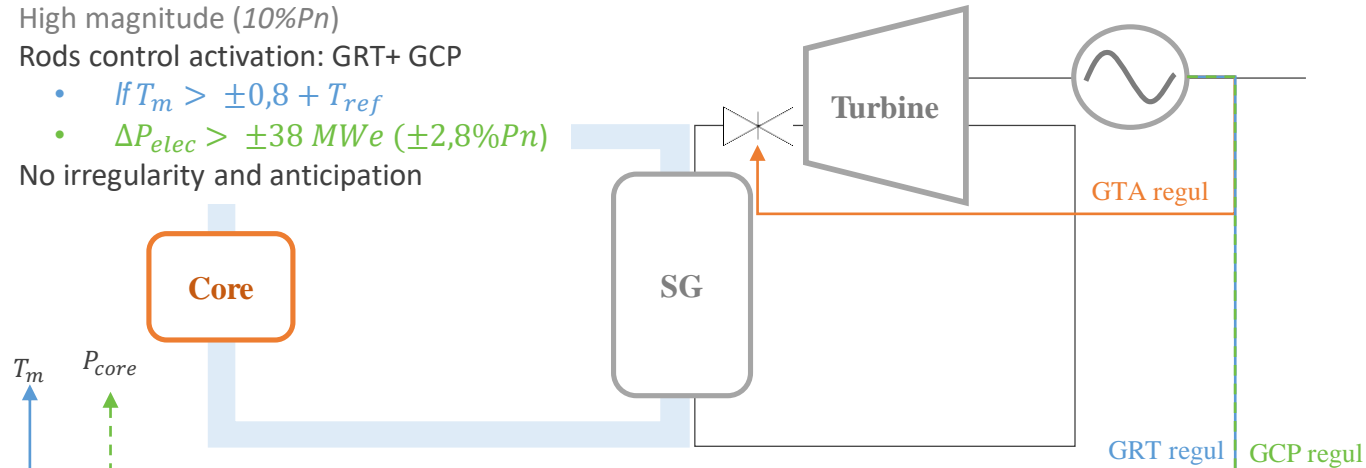 High magnitude (10%Pn)
Rods control activation: GRT+ GCP
• If T_m > ±0,8 + T_ref
• ΔP_elec > ±38 MWe (±2,8%Pn)
No irregularity and anticipation
Turbine
GTA regul
Core
SG
T_m
P_core
GRT regul
GCP regul